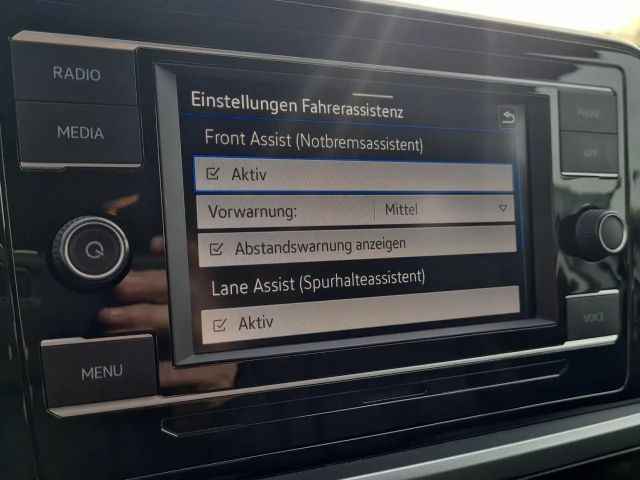 RADIO
MEDIA
MENU
Einstellungen Fahrerassistenz
Front Assist (Notbremsassistent)
Aktiv
Vorwarnung: Mittel
Abstandswarnung anzeigen
Lane Assist (Spurhalteassistent)
Aktiv
PHONE
APP
VOICE